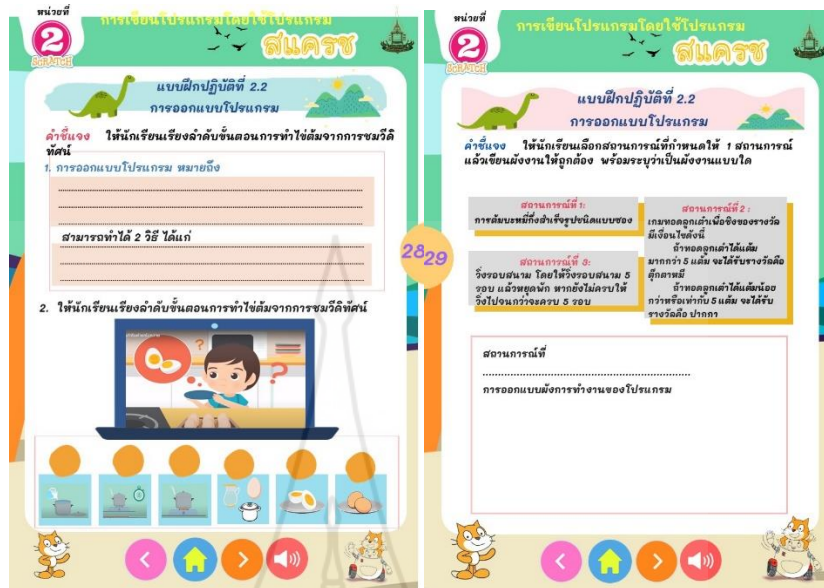 หน่วยที่
2
SCRATCH
การเขียนโปรแกรมโดยใช้โปรแกรม
สแครช
แบบฝึกปฏิบัติที่ 2.2
การออกแบบโปรแกรม
คำชี้แจง ให้นักเรียนเรียงลำดับขั้นตอนการทำไข่ต้มจากการชมวีดิ
ทัศน์
1. การออกแบบโปรแกรม หมายถึง
สามารถทำได้ 2 วิธี ได้แก่
2. ให้นักเรียนเรียงลำดับขั้นตอนการทำไข่ต้มจากการชมวีดิทัศน์
28
หน่วยที่
2
SCRATCH
การเขียนโปรแกรมโดยใช้โปรแกรม
สแครช
แบบฝึกปฏิบัติที่ 2.2
การออกแบบโปรแกรม
คำชี้แจง ให้นักเรียนเลือกสถานการณ์ที่กำหนดให้ 1 สถานการณ์
แล้วเขียนผังงานให้ถูกต้อง พร้อมระบุว่าเป็นผังงานแบบใด
สถานการณ์ที่ 1:
การต้มบะหมี่กึ่งสำเร็จรูปชนิดแบบซอง
สถานการณ์ที่ 2 :
เกมทอดลูกเต๋าเพื่อชิงของรางวัล
มีเงื่อนไขดังนี้
ถ้าทอดลูกเต๋าได้แต้ม
มากกว่า 5 แต้ม จะได้รับรางวัลคือ
ตุ๊กตาหมี
ถ้าทอดลูกเต๋าได้แต้มน้อย
กว่าหรือเท่ากับ 5 แต้ม จะได้รับ
รางวัลคือ ปากกา
สถานการณ์ที่ 3:
วิ่งรอบสนาม โดยให้วิ่งรอบสนาม 5
รอบ แล้วหยุดพัก หากยังไม่ครบให้
วิ่งไปจนกว่าจะครบ 5 รอบ
สถานการณ์ที่
การออกแบบผังการทำงานของโปรแกรม
29